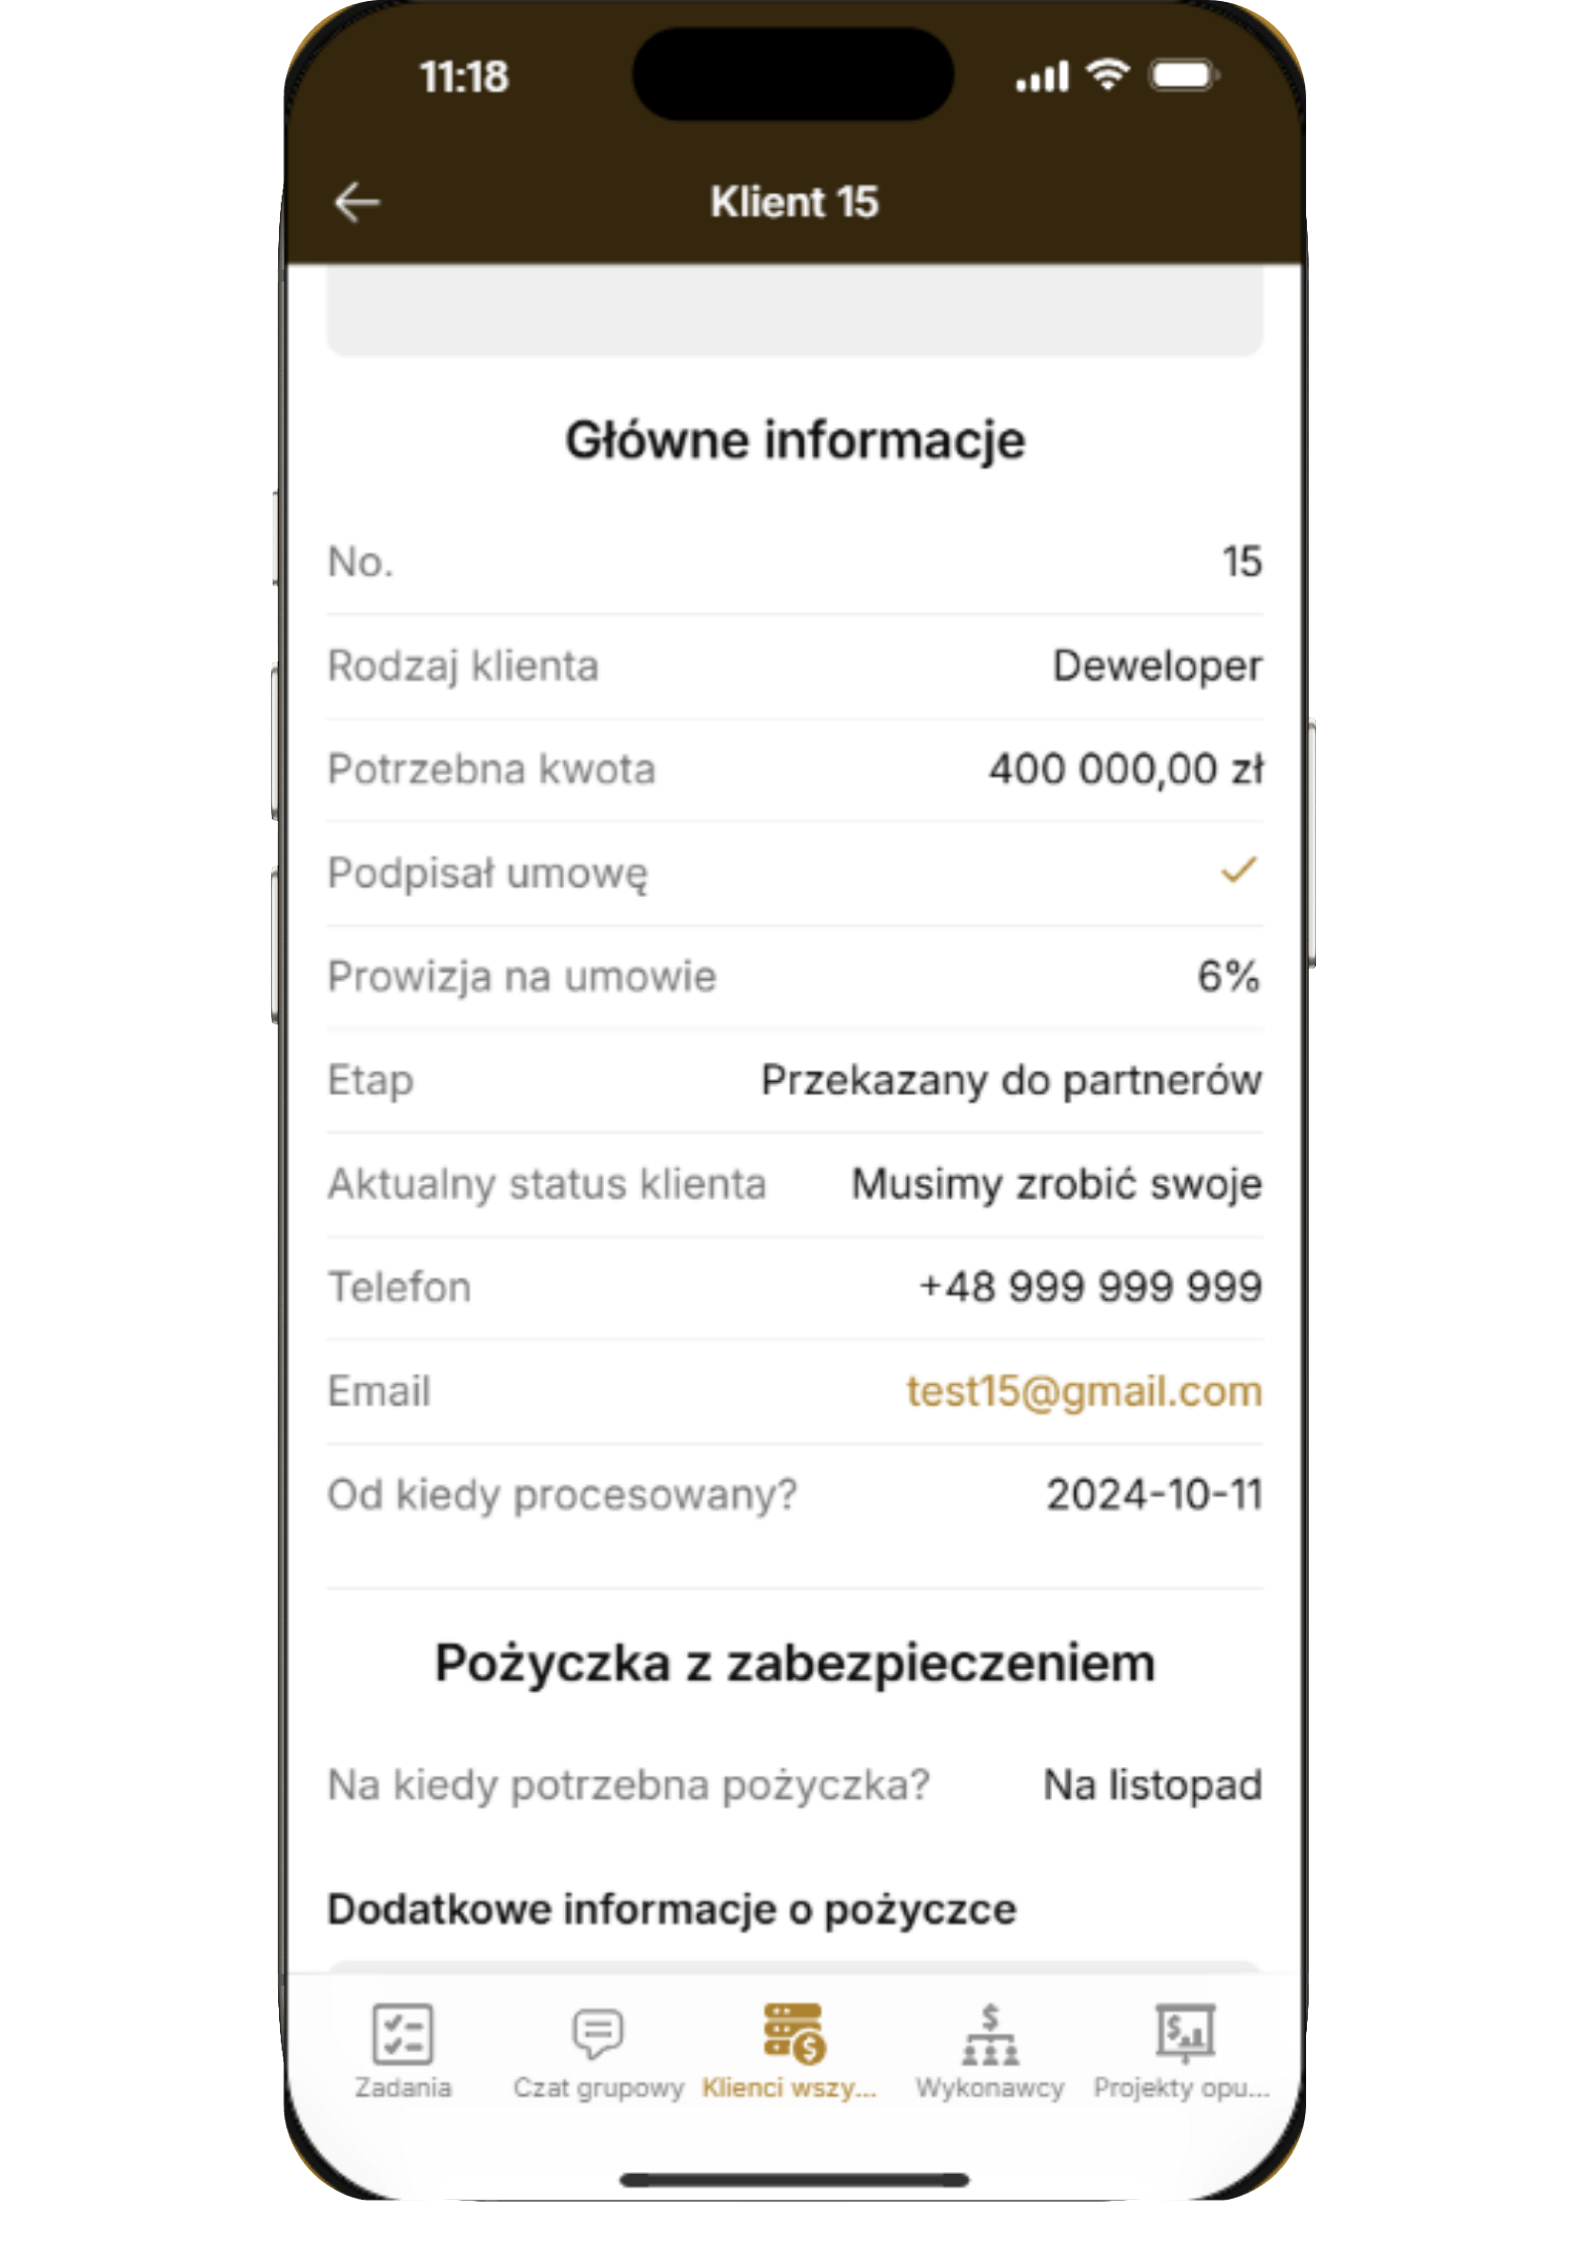 11:18
Klient 15
Główne informacje
No. 15
Rodzaj klienta Deweloper
Potrzebna kwota 400 000,00 zł
Podpisał umowę
Prowizja na umowie 6%
Etap Przekazany do partnerów
Aktualny status klienta Musimy zrobić swoje
Telefon +48 999 999 999
Email test15@gmail.com
Od kiedy procesowany? 2024-10-11
Pożyczka z zabezpieczeniem
Na kiedy potrzebna pożyczka? Na listopad
Dodatkowe informacje o pożyczce
Zadania Czat grupowy Klienci wszy... Wykonawcy Projekty opu...